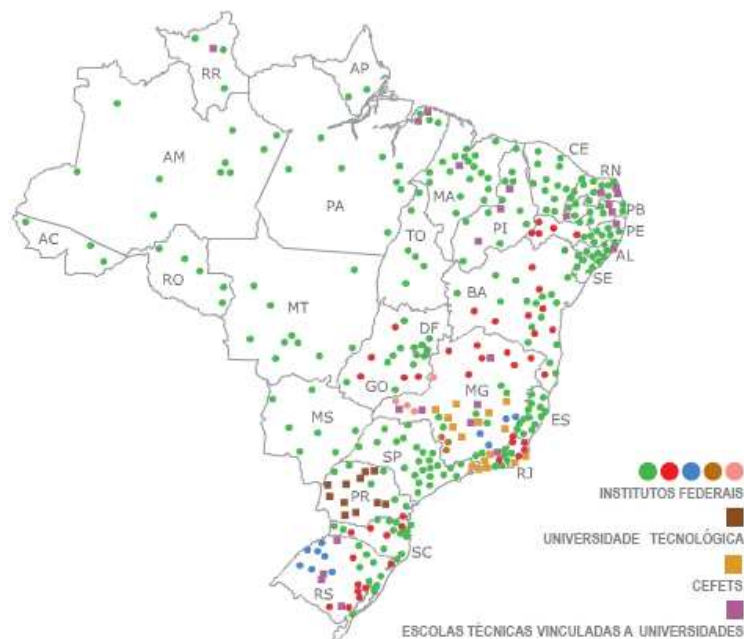 RR
AP
AM
PA
MA
CE
RN
PB
PE
AL
SE
PI
TO
AC
RO
MT
BA
DF
GO
MG
ES
MS
SP
RJ
PR
SC
RS
INSTITUTOS FEDERAIS
UNIVERSIDADE TECNOLÓGICA
CEFETS
ESCOLAS TÉCNICAS VINCULADAS A UNIVERSIDADES